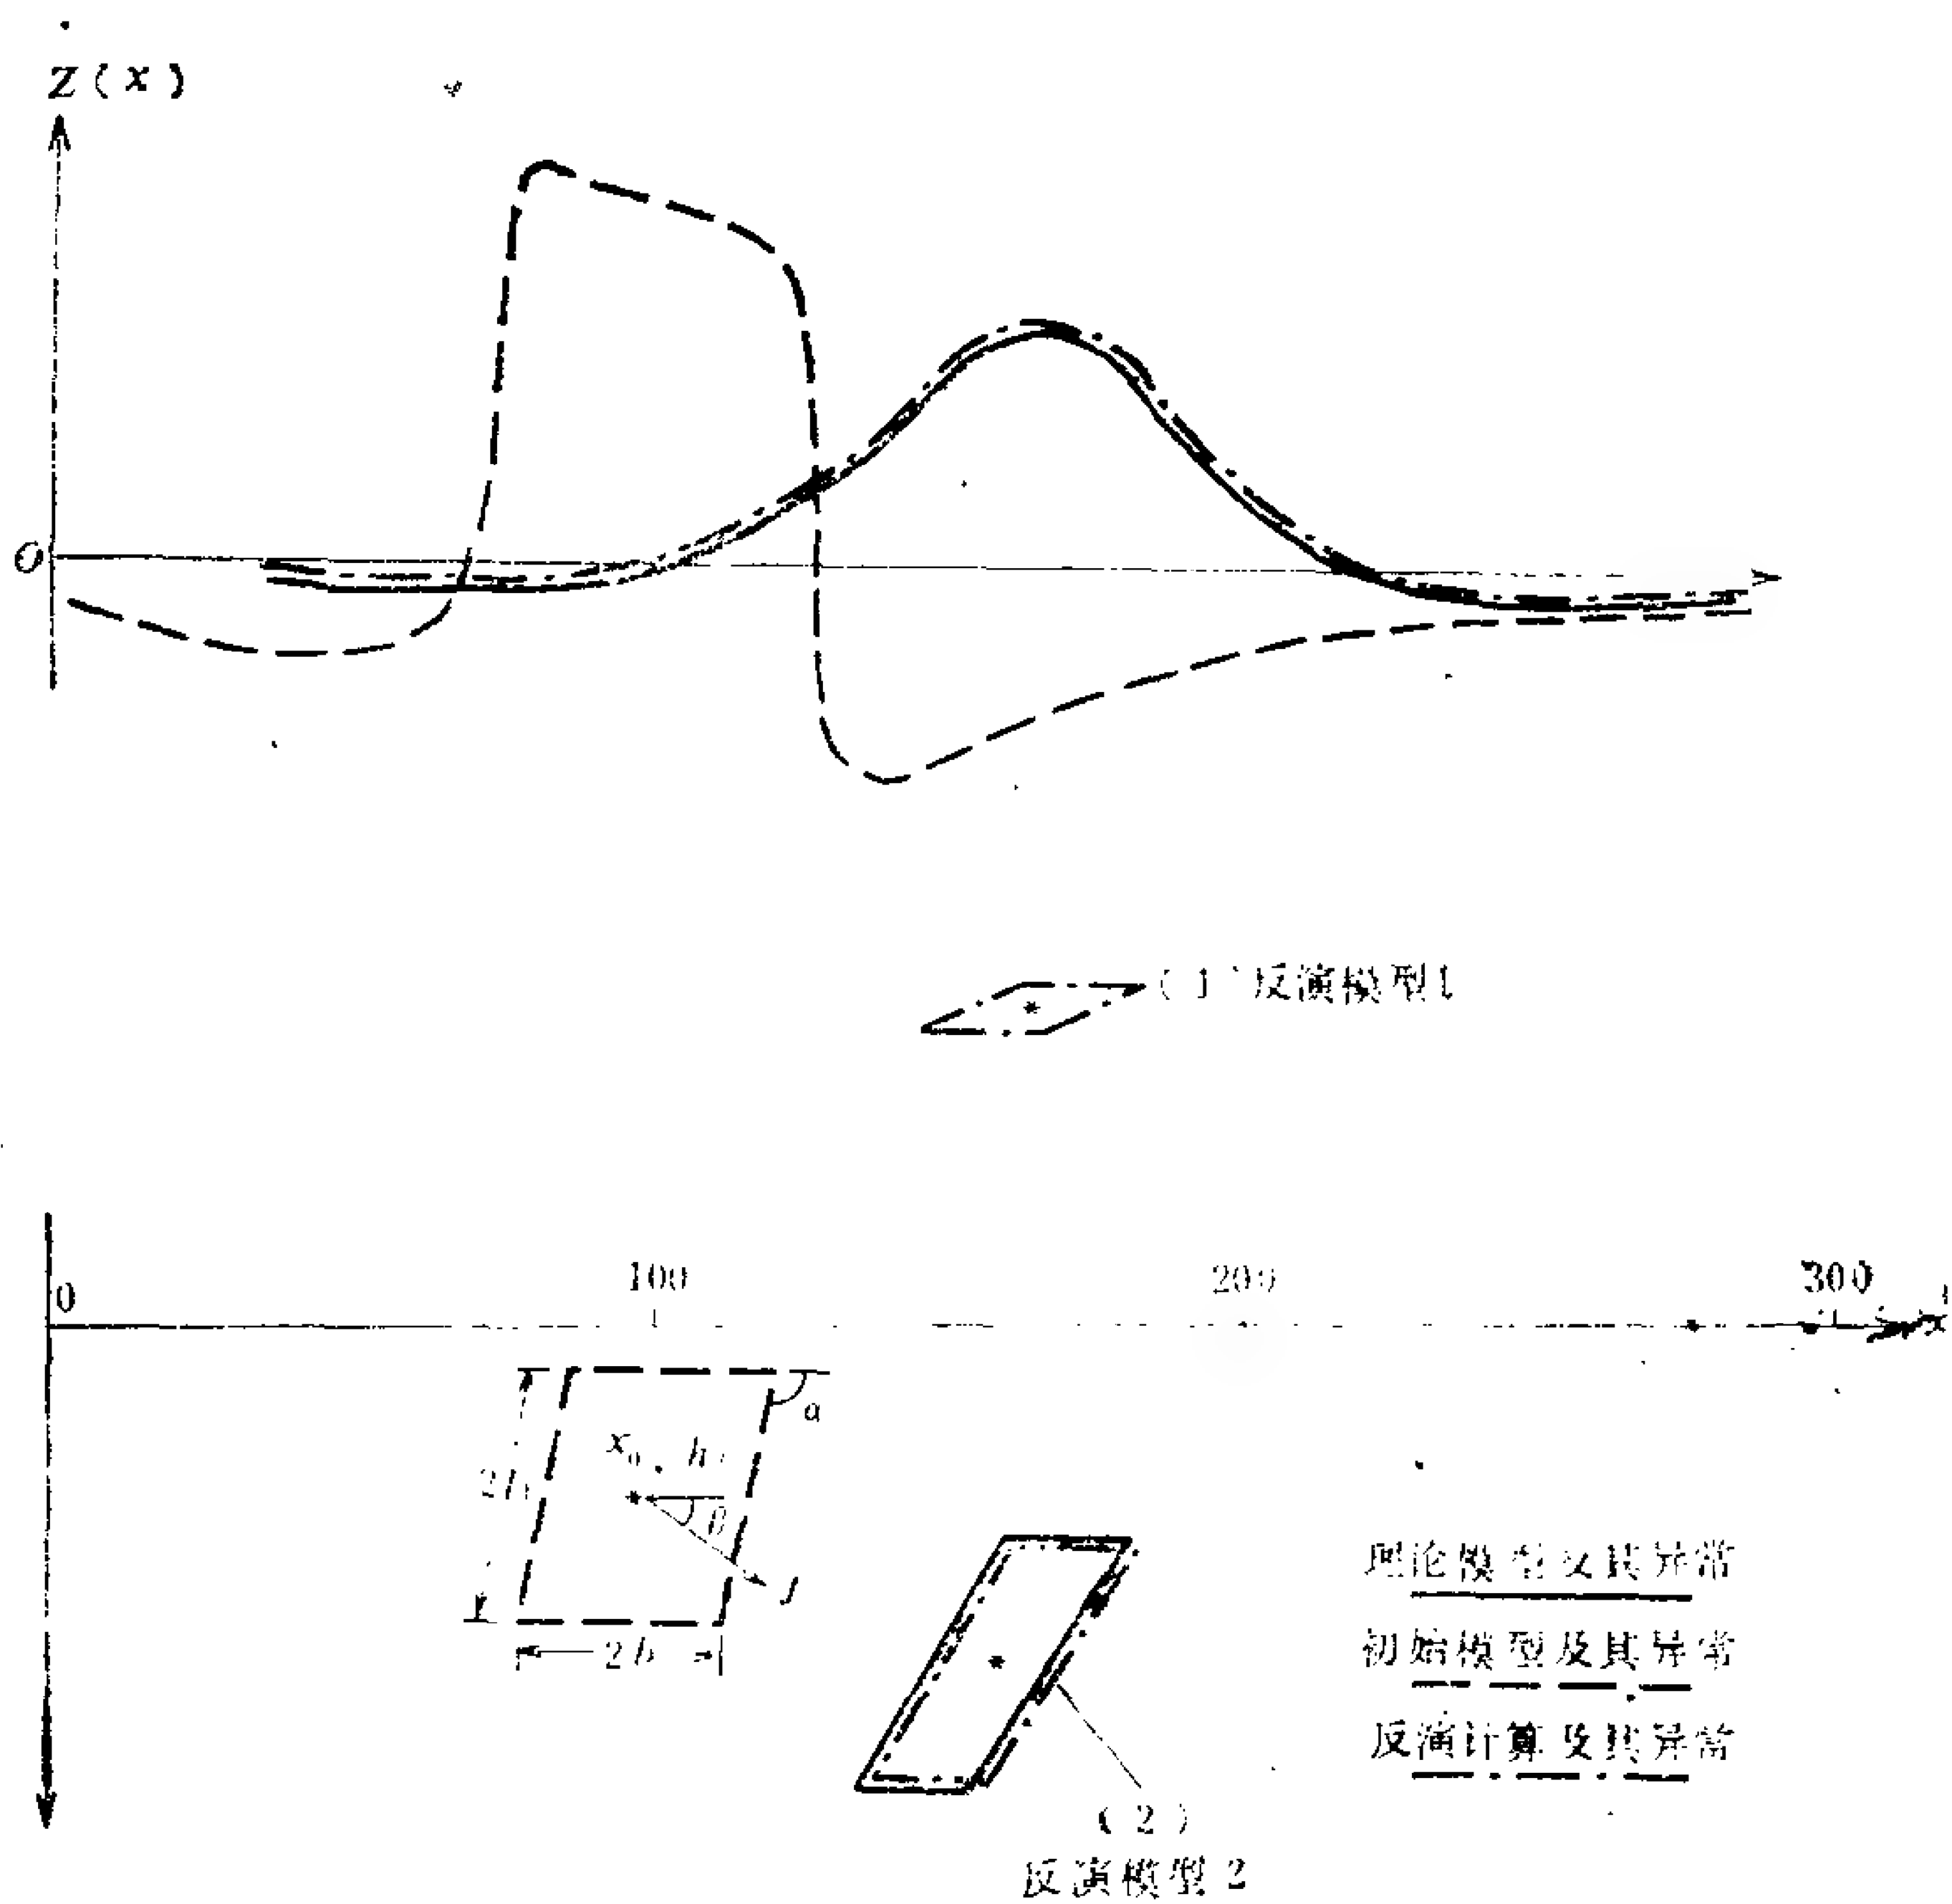 Z(x)
0
(1)反演模型1
0
100
200
300
x
α
x₀, h
2l
β
J
2b
理论模型及其异常
初始模型及其异常
反演计算及其异常
(2)
反演模型 2